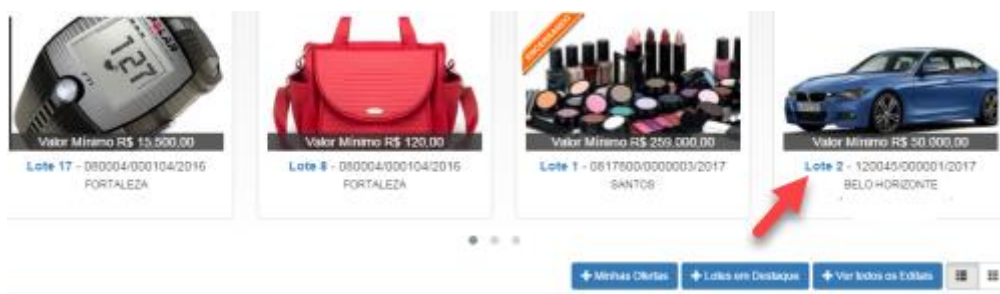 POLAR
127
Valor Mínimo R$ 15.500,00
Lote 17 - 080004/000104/2016
FORTALEZA
Valor Mínimo R$ 120,00
Lote 8 - 080004/000104/2016
FORTALEZA
ENCERRANDO
Valor Mínimo R$ 259.000,00
Lote 1 - 0817800/0000003/2017
SANTOS
Valor Mínimo R$ 50.000,00
Lote 2 - 120045/000001/2017
BELO HORIZONTE
+ Minhas Ofertas
+ Lotes em Destaque
+ Ver todos os Editais